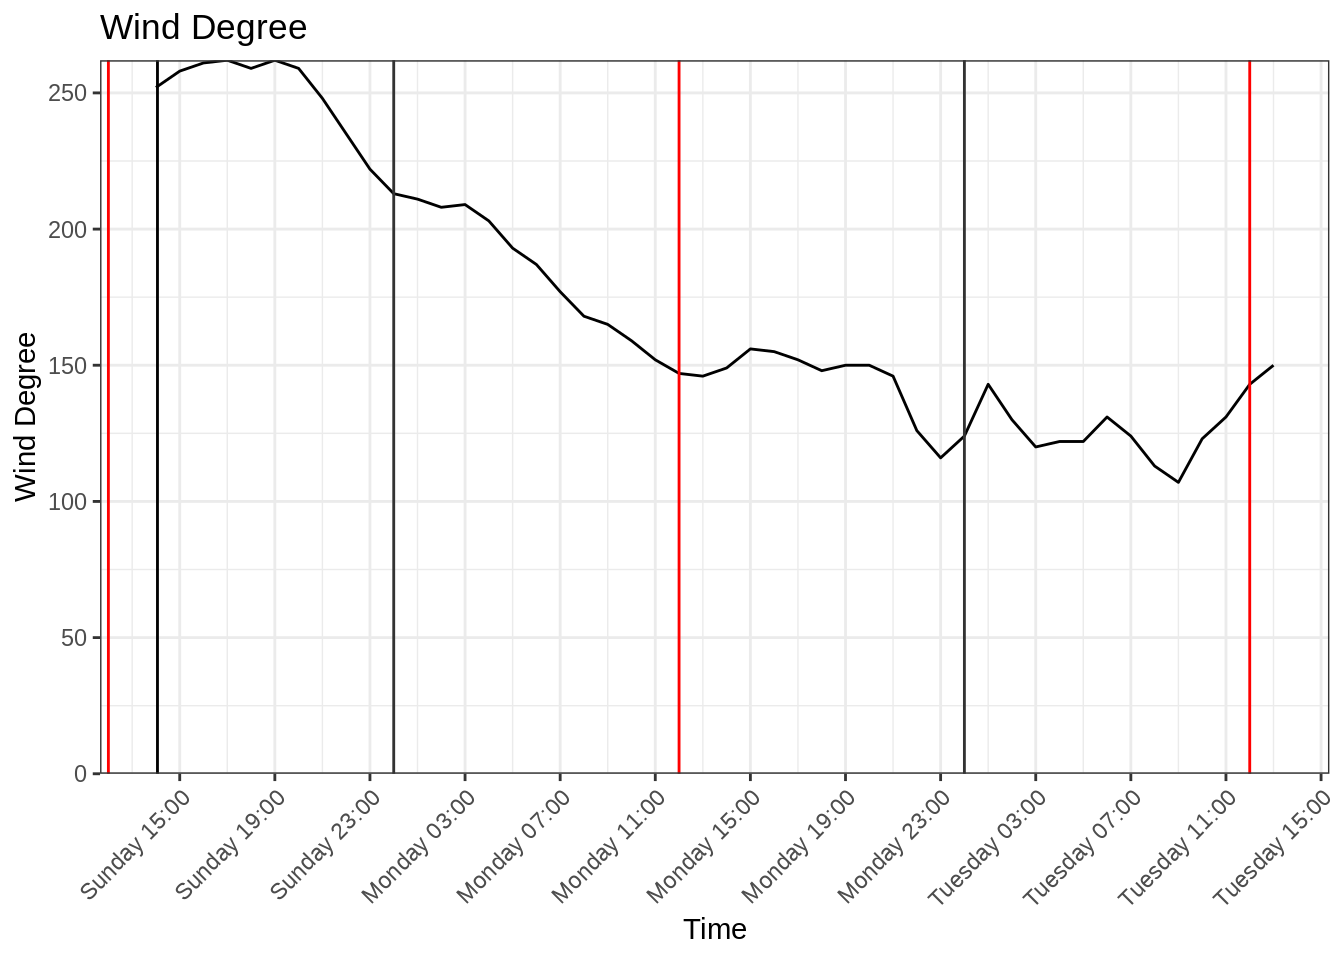 Wind Degree
Wind Degree
250
200
150
100
50
0
Sunday 15:00
Sunday 19:00
Sunday 23:00
Monday 03:00
Monday 07:00
Monday 11:00
Monday 15:00
Monday 19:00
Monday 23:00
Tuesday 03:00
Tuesday 07:00
Tuesday 11:00
Tuesday 15:00
Time